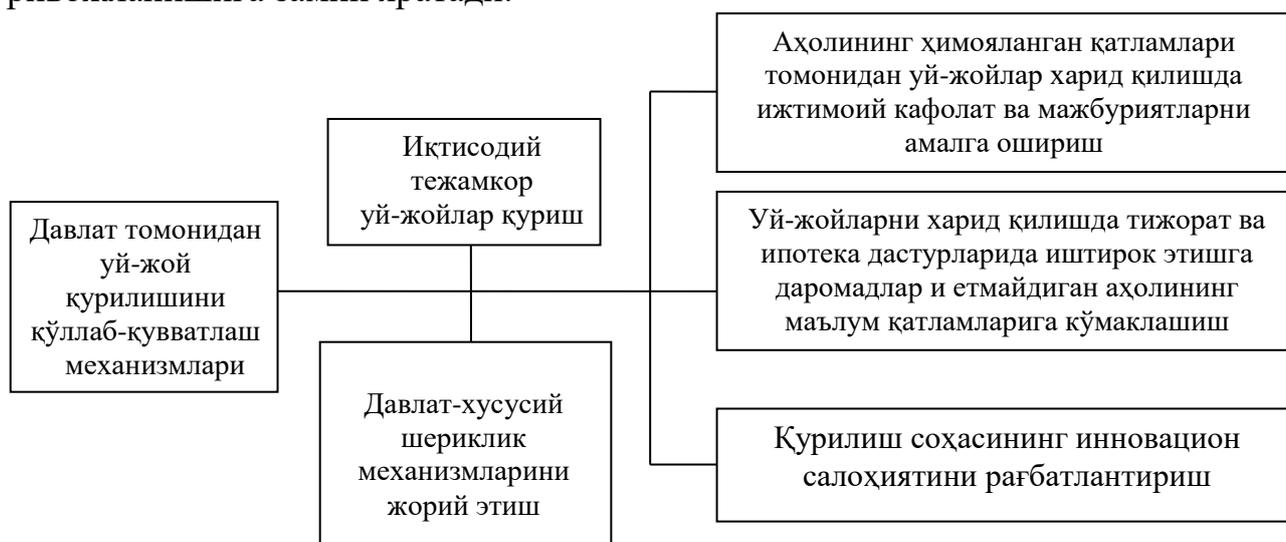 ривожланишига замин яратади.
Давлат томонидан
уй-жой
қурилишини
қўллаб-қувватлаш
механизмлари
Иқтисодий
тежамкор
уй-жойлар қуриш
Давлат-хусусий
шериклик
механизмларини
жорий этиш
Аҳолининг ҳимояланган қатламлари
томонидан уй-жойлар харид қилишда
ижтимоий кафолат ва мажбуриятларни
амалга ошириш
Уй-жойларни харид қилишда тижорат ва
ипотека дастурларида иштирок этишга
даромадлар и етмайдиган аҳолининг
маълум қатламларига кўмаклашиш
Қурилиш соҳасининг инновацион
салоҳиятини рағбатлантириш